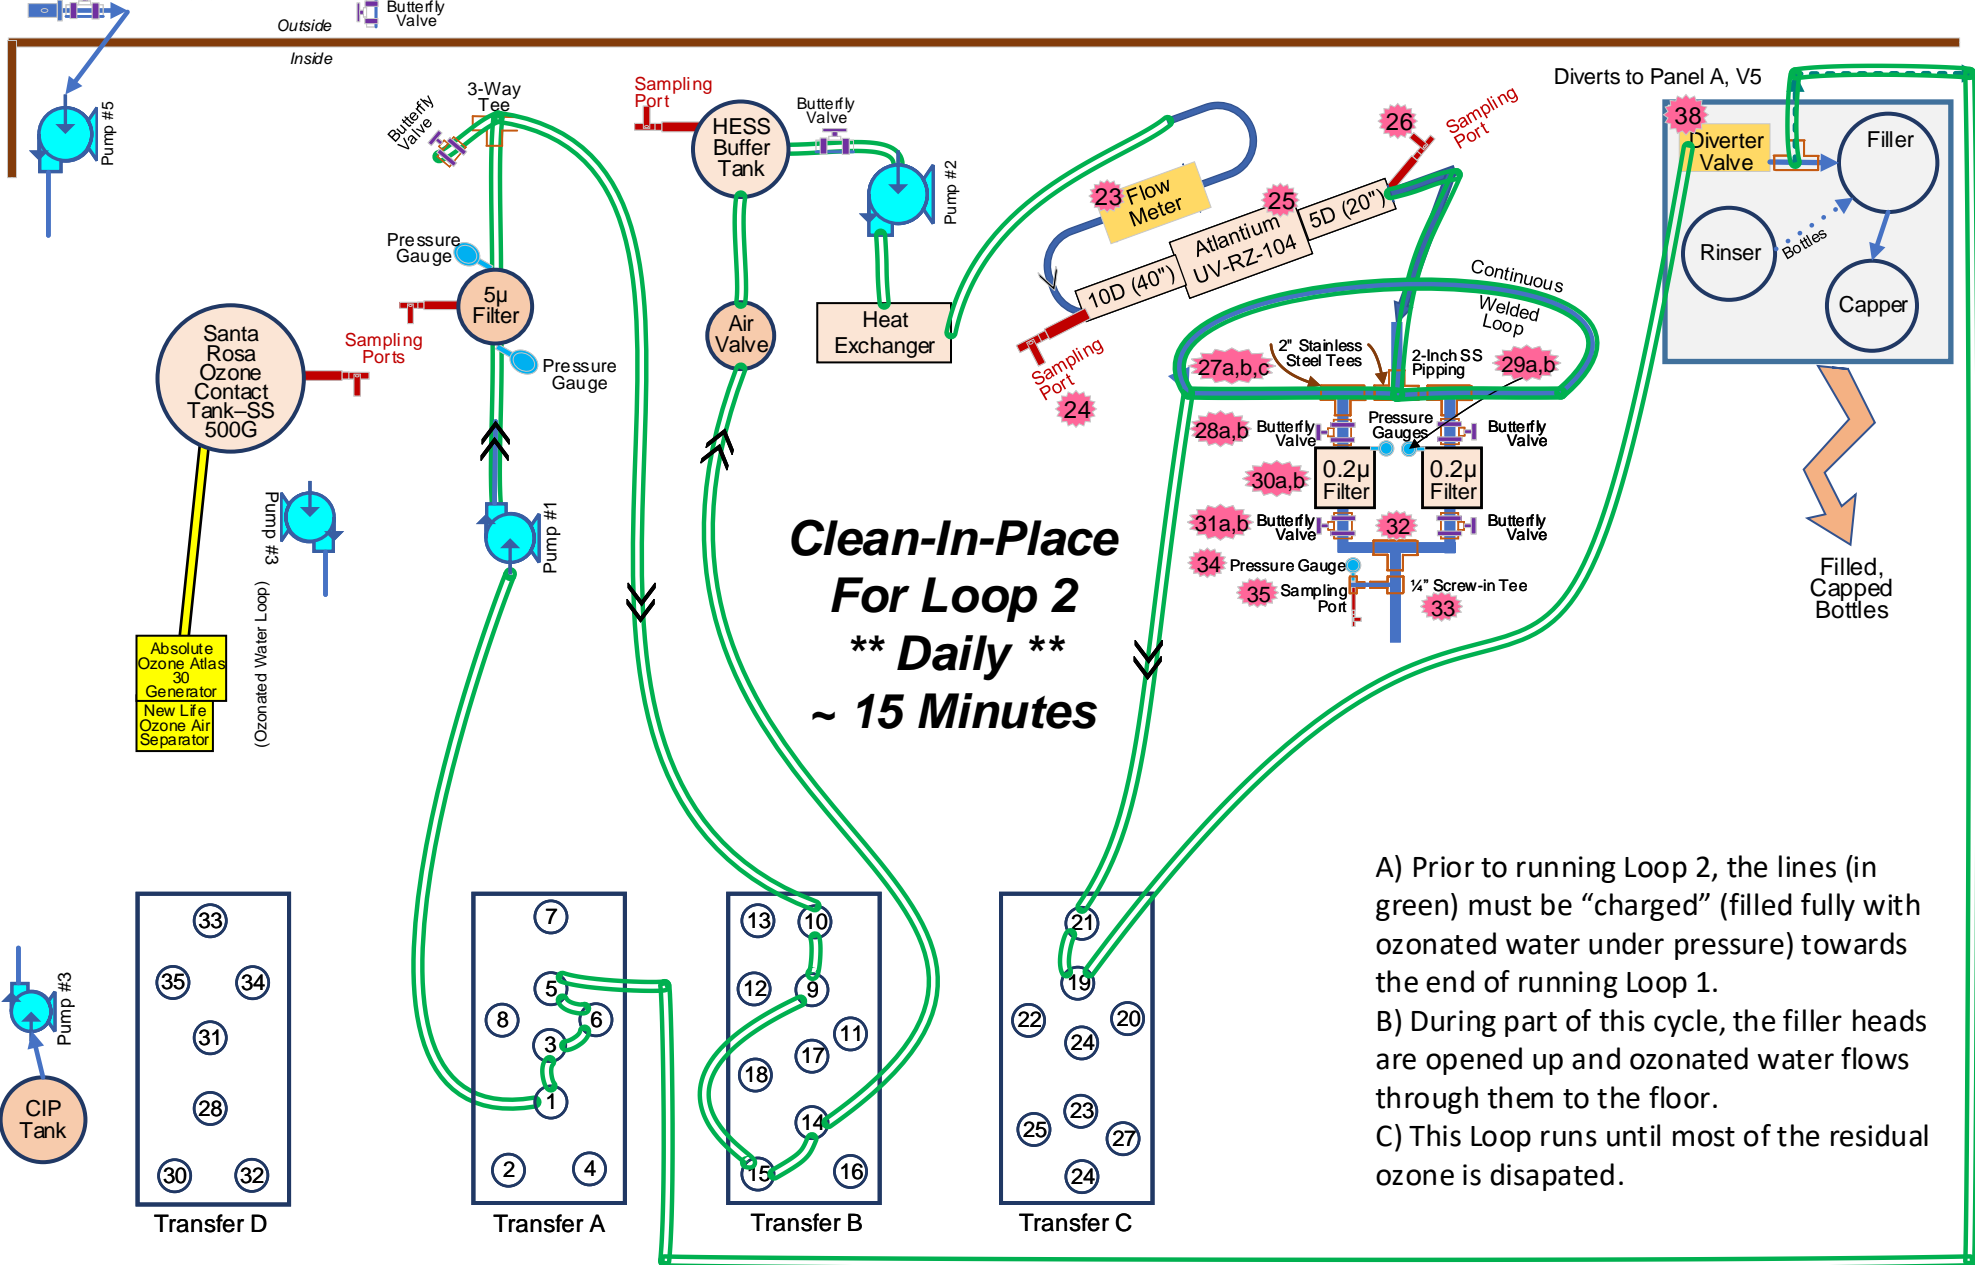 Outside
Inside
Butterfly
Valve
Pump #5
3-Way
Tee
Butterfly
Valve
Sampling
Port
HESS
Buffer
Tank
Butterfly
Valve
Pump #2
26
Sampling
Port
Diverts to Panel A, V5
38
Diverter
Valve
Filler
Rinser
Bottles
Capper
23
Flow
Meter
25
5D (20")
Atlantium
UV-RZ-104
10D (40")
Sampling
Port
24
Pressure
Gauge
5µ
Filter
Pressure
Gauge
Sampling
Ports
Santa
Rosa
Ozone
Contact
Tank–SS
500G
Air
Valve
Heat
Exchanger
Continuous
Welded
Loop
27a,b,c
2" Stainless
Steel Tees
2-Inch SS
Pipping
29a,b
28a,b
Butterfly
Valve
Pressure
Gauges
Butterfly
Valve
30a,b
0.2µ
Filter
0.2µ
Filter
31a,b
Butterfly
Valve
32
Butterfly
Valve
34
Pressure Gauge
35
Sampling
Port
¼" Screw-in Tee
33
Filled,
Capped
Bottles
Pump #3
(Ozonated Water Loop)
Pump #1
Absolute
Ozone Atlas
30
Generator
New Life
Ozone Air
Separator
Clean-In-Place
For Loop 2
** Daily **
~ 15 Minutes
A) Prior to running Loop 2, the lines (in
green) must be “charged” (filled fully with
ozonated water under pressure) towards
the end of running Loop 1.
B) During part of this cycle, the filler heads
are opened up and ozonated water flows
through them to the floor.
C) This Loop runs until most of the residual
ozone is disapated.
Pump #3
CIP
Tank
33
35
34
31
28
30
32
Transfer D
7
5
8
6
3
1
2
4
Transfer A
13
10
12
9
11
17
18
14
15
16
Transfer B
21
19
22
20
24
23
25
27
24
Transfer C